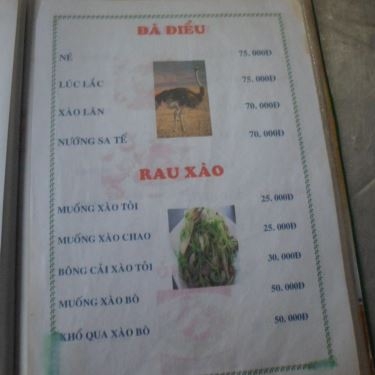 ĐÀ ĐIỂU
NÉ 75.000Đ
LÚC LẮC 75.000Đ
XÀO LĂN 70.000Đ
NƯỚNG SA TẾ 70.000Đ
RAU XÀO
MUỐNG XÀO TỎI 25.000Đ
MUỐNG XÀO CHAO 25.000Đ
BÔNG CẢI XÀO TỎI 30.000Đ
MUỐNG XÀO BÒ 50.000Đ
KHỔ QUA XÀO BÒ 50.000Đ